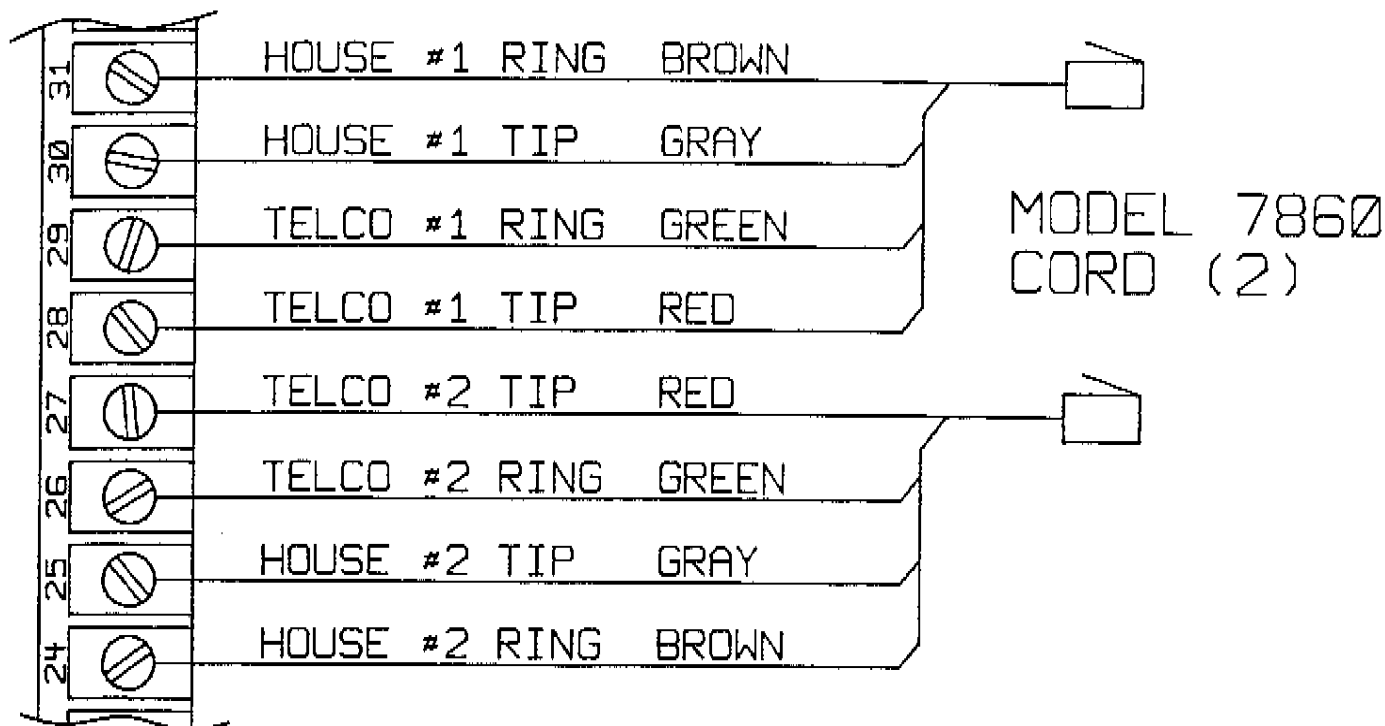 31 HOUSE #1 RING BROWN
30 HOUSE #1 TIP GRAY
29 TELCO #1 RING GREEN
28 TELCO #1 TIP RED
27 TELCO #2 TIP RED
26 TELCO #2 RING GREEN
25 HOUSE #2 TIP GRAY
24 HOUSE #2 RING BROWN
MODEL 7860
CORD (2)